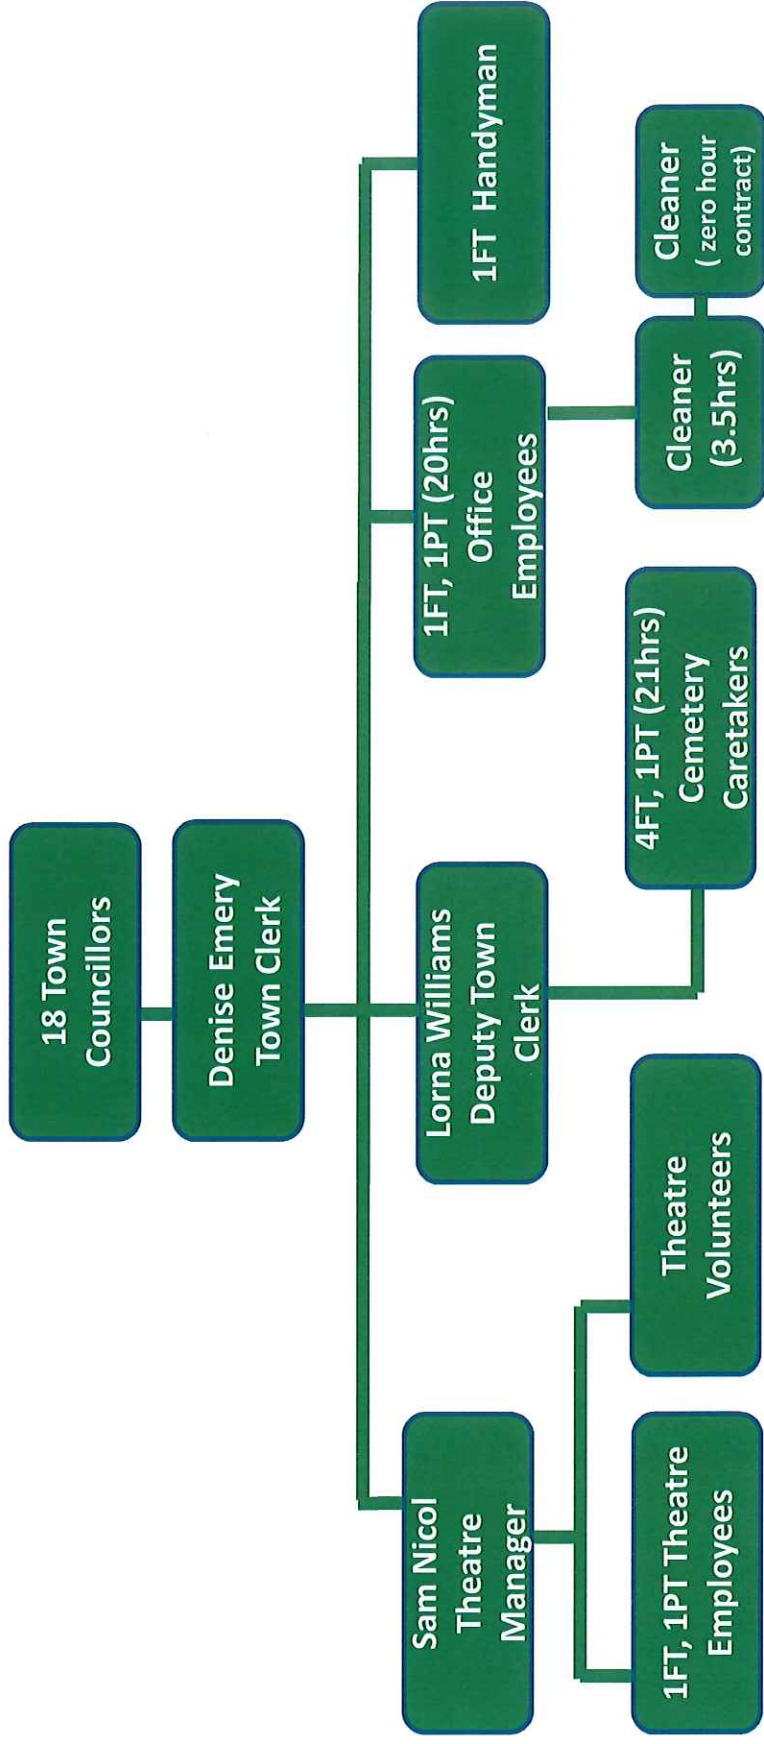 18 Town
Councillors
Denise Emery
Town Clerk
Sam Nicol
Theatre
Manager
Lorna Williams
Deputy Town
Clerk
1FT, 1PT (20hrs)
Office
Employees
1FT Handyman
1FT, 1PT Theatre
Employees
Theatre
Volunteers
4FT, 1PT (21hrs)
Cemetery
Caretakers
Cleaner
(3.5hrs)
Cleaner
( zero hour
contract)